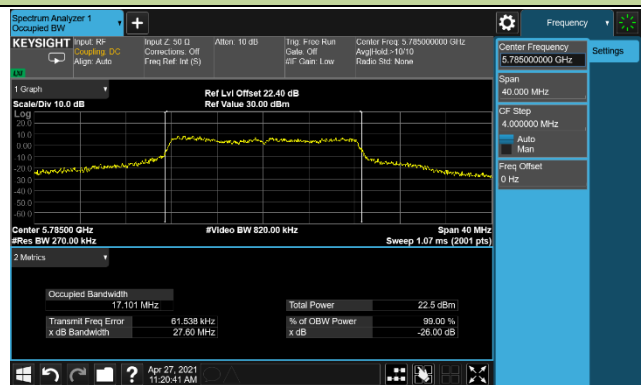 Spectrum Analyzer 1
Occupied BW
Frequency
KEYSIGHT
Input: RF
Coupling: DC
Align: Auto
Input Z: 50 Ω
Corrections: Off
Freq Ref: Int (S)
Atten: 10 dB
Trig: Free Run
Gate: Off
#IF Gain: Low
Center Freq: 5.785000000 GHz
Avg|Hold:>10/10
Radio Std: None
LXI
1 Graph
Scale/Div 10.0 dB
Ref Lvl Offset 22.40 dB
Ref Value 30.00 dBm
Log
20.0
10.0
0.00
-10.0
-20.0
-30.0
-40.0
-50.0
-60.0
Center 5.78500 GHz
#Res BW 270.00 kHz
#Video BW 820.00 kHz
Span 40 MHz
Sweep 1.07 ms (2001 pts)
2 Metrics
Occupied Bandwidth
17.101 MHz
Total Power 22.5 dBm
Transmit Freq Error 61.538 kHz
% of OBW Power 99.00 %
x dB Bandwidth 27.60 MHz
x dB -26.00 dB
Apr 27, 2021
11:20:41 AM
Center Frequency
5.785000000 GHz
Settings
Span
40.000 MHz
CF Step
4.000000 MHz
Auto
Man
Freq Offset
0 Hz